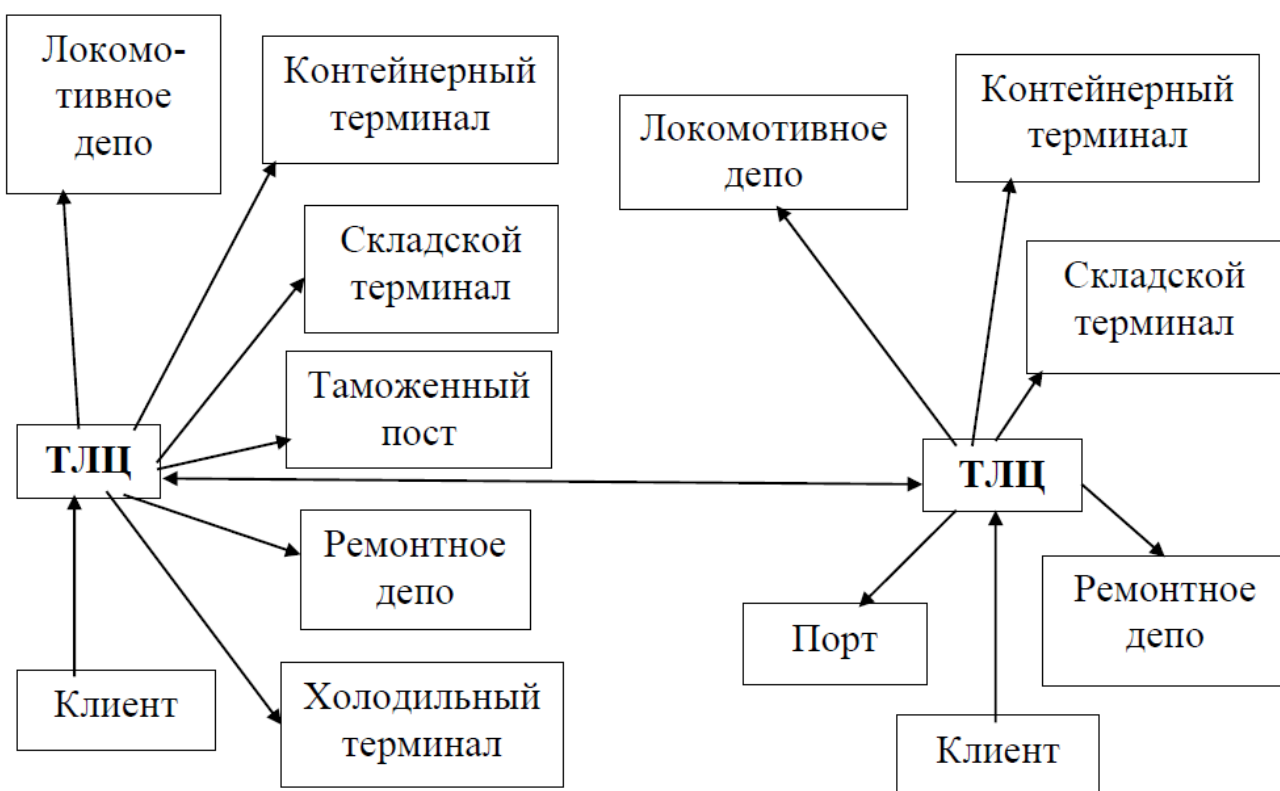 Локомо-
тивное
депо
Контейнерный
терминал
Складской
терминал
Таможенный
пост
ТЛЦ
Ремонтное
депо
Холодильный
терминал
Клиент
Локомотивное
депо
Контейнерный
терминал
Складской
терминал
ТЛЦ
Порт
Ремонтное
депо
Клиент